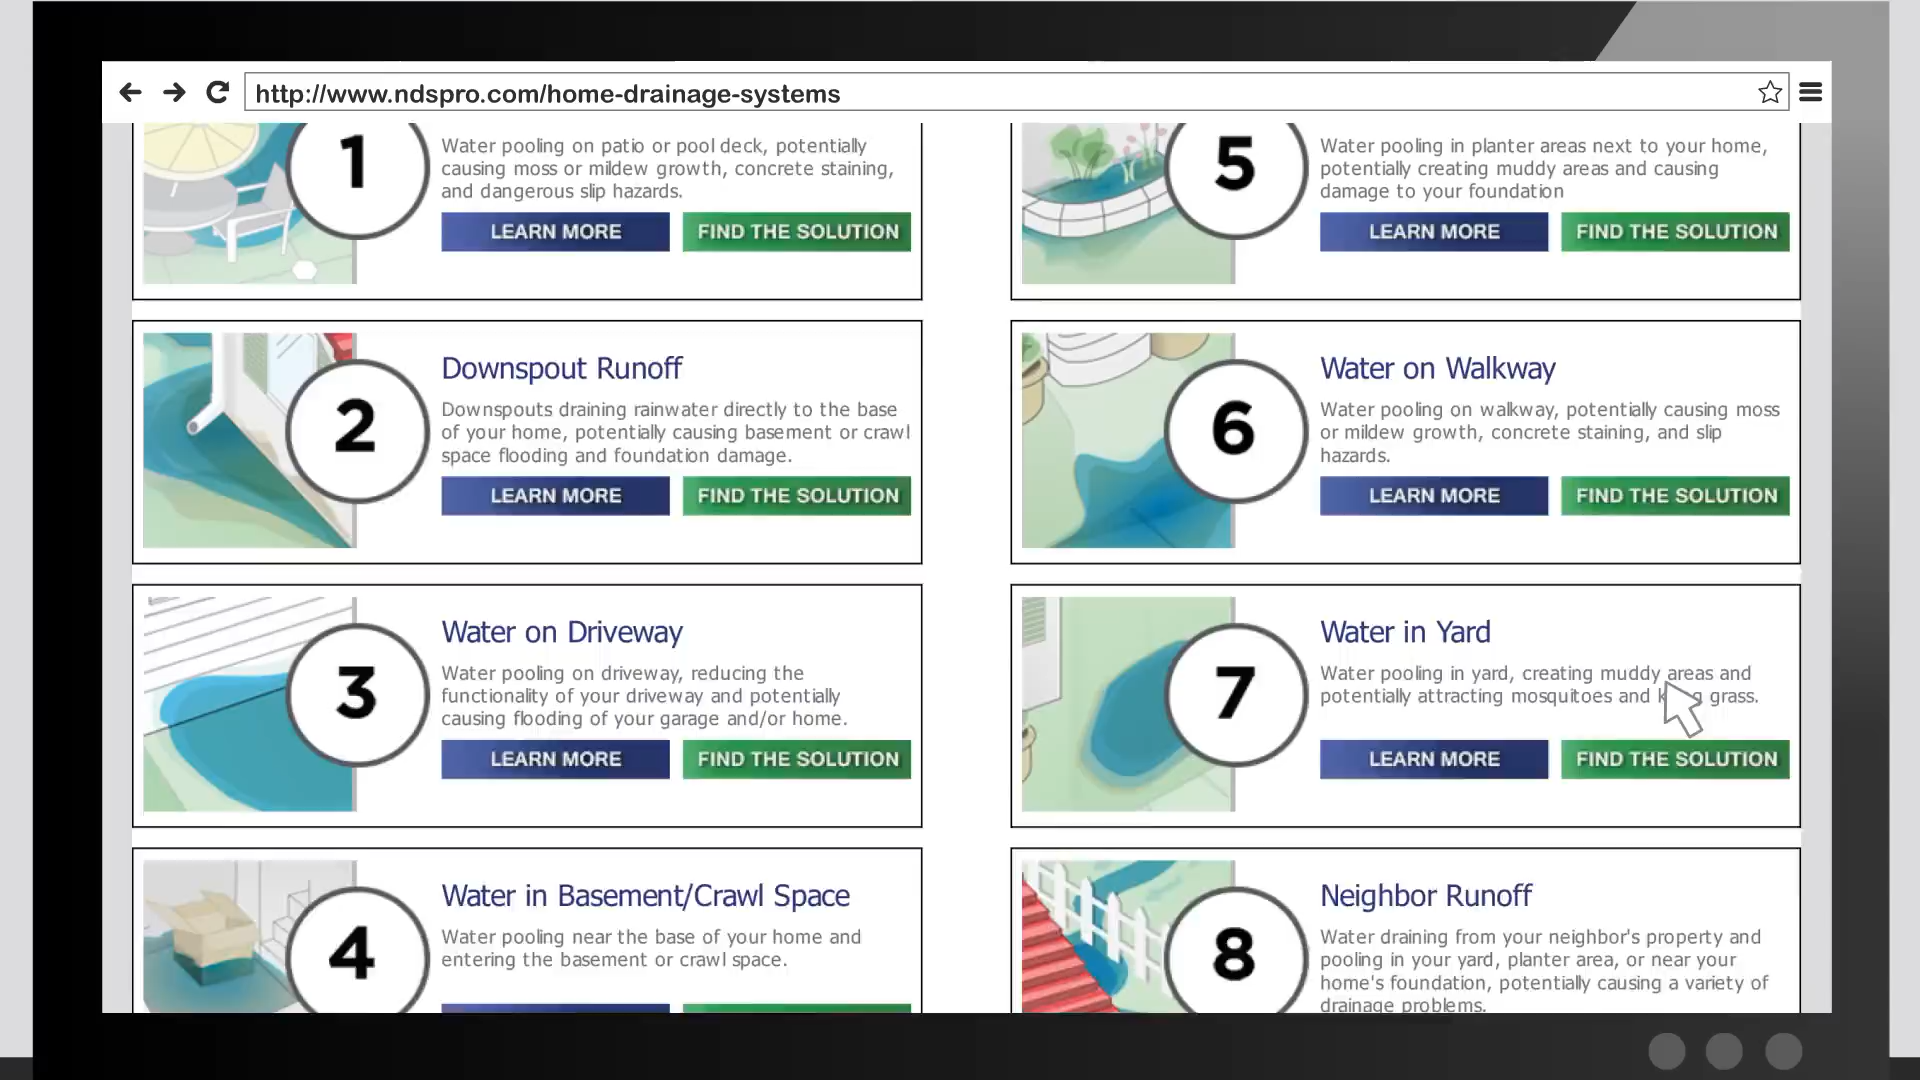 http://www.ndspro.com/home-drainage-systems
1
Water pooling on patio or pool deck, potentially
causing moss or mildew growth, concrete staining,
and dangerous slip hazards.
LEARN MORE
FIND THE SOLUTION
2
Downspout Runoff
Downspouts draining rainwater directly to the base
of your home, potentially causing basement or crawl
space flooding and foundation damage.
LEARN MORE
FIND THE SOLUTION
3
Water on Driveway
Water pooling on driveway, reducing the
functionality of your driveway and potentially
causing flooding of your garage and/or home.
LEARN MORE
FIND THE SOLUTION
4
Water in Basement/Crawl Space
Water pooling near the base of your home and
entering the basement or crawl space.
5
Water pooling in planter areas next to your home,
potentially creating muddy areas and causing
damage to your foundation
LEARN MORE
FIND THE SOLUTION
6
Water on Walkway
Water pooling on walkway, potentially causing moss
or mildew growth, concrete staining, and slip
hazards.
LEARN MORE
FIND THE SOLUTION
7
Water in Yard
Water pooling in yard, creating muddy areas and
potentially attracting mosquitoes and grass.
LEARN MORE
FIND THE SOLUTION
8
Neighbor Runoff
Water draining from your neighbor's property and
pooling in your yard, planter area, or near your
home's foundation, potentially causing a variety of
drainage problems.